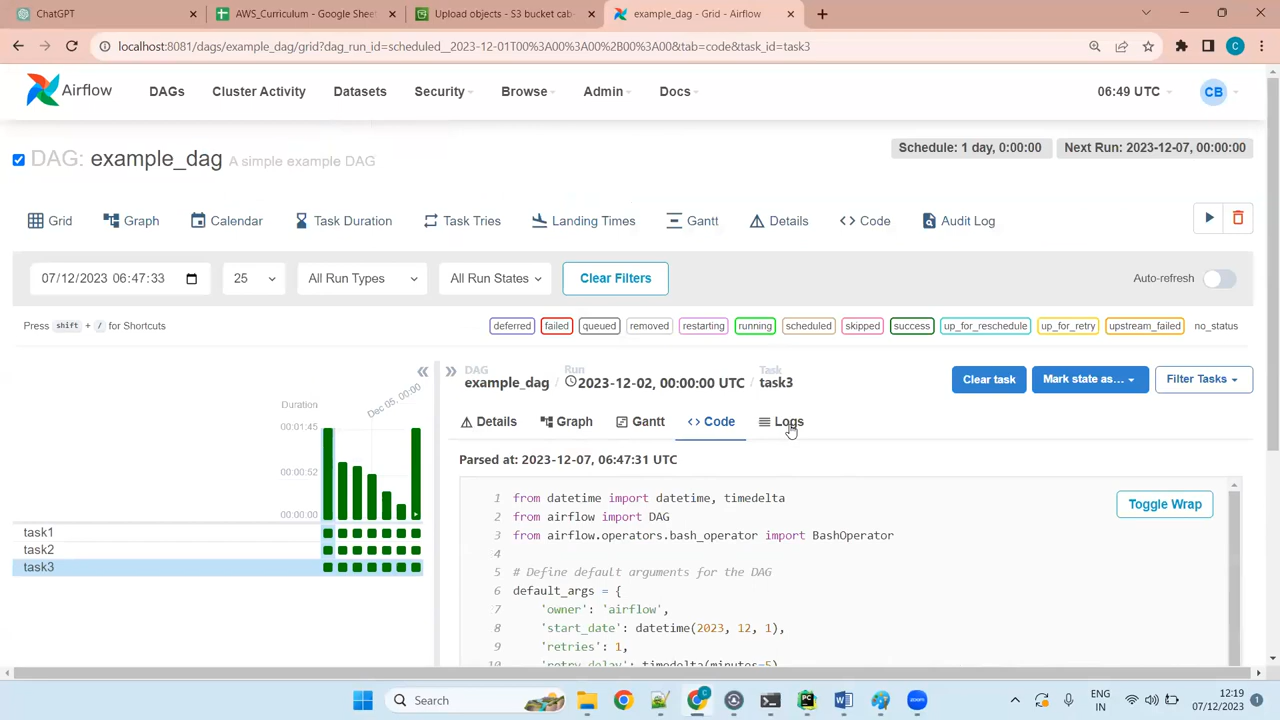 ChatGPT
AWS_Curriculum - Google Sheet
Upload objects - S3 bucket cab
example_dag - Grid - Airflow
localhost:8081/dags/example_dag/grid?dag_run_id=scheduled__2023-12-01T00%3A00%3A00%2B00%3A00&tab=code&task_id=task3
C
Airflow DAGs Cluster Activity Datasets Security Browse Admin Docs 06:49 UTC CB
DAG: example_dag A simple example DAG
Schedule: 1 day, 0:00:00 Next Run: 2023-12-07, 00:00:00
Grid Graph Calendar Task Duration Task Tries Landing Times Gantt Details <> Code Audit Log
07/12/2023 06:47:33 25 All Run Types All Run States Clear Filters Auto-refresh
Press shift + / for Shortcuts
deferred failed queued removed restarting running scheduled skipped success up_for_reschedule up_for_retry upstream_failed no_status
DAG Run Task
example_dag / 2023-12-02, 00:00:00 UTC / task3
Clear task Mark state as... Filter Tasks
Dec 05, 00:00
Duration
00:01:45
00:00:52
00:00:00
task1
task2
task3
Details Graph Gantt <> Code Logs
Parsed at: 2023-12-07, 06:47:31 UTC
Toggle Wrap
1 from datetime import datetime, timedelta
2 from airflow import DAG
3 from airflow.operators.bash_operator import BashOperator
4
5 # Define default arguments for the DAG
6 default_args = {
7 'owner': 'airflow',
8 'start_date': datetime(2023, 12, 1),
9 'retries': 1,
10 'retry_delay': timedelta(minutes=5)
Search
ENG
IN
12:19
07/12/2023
1